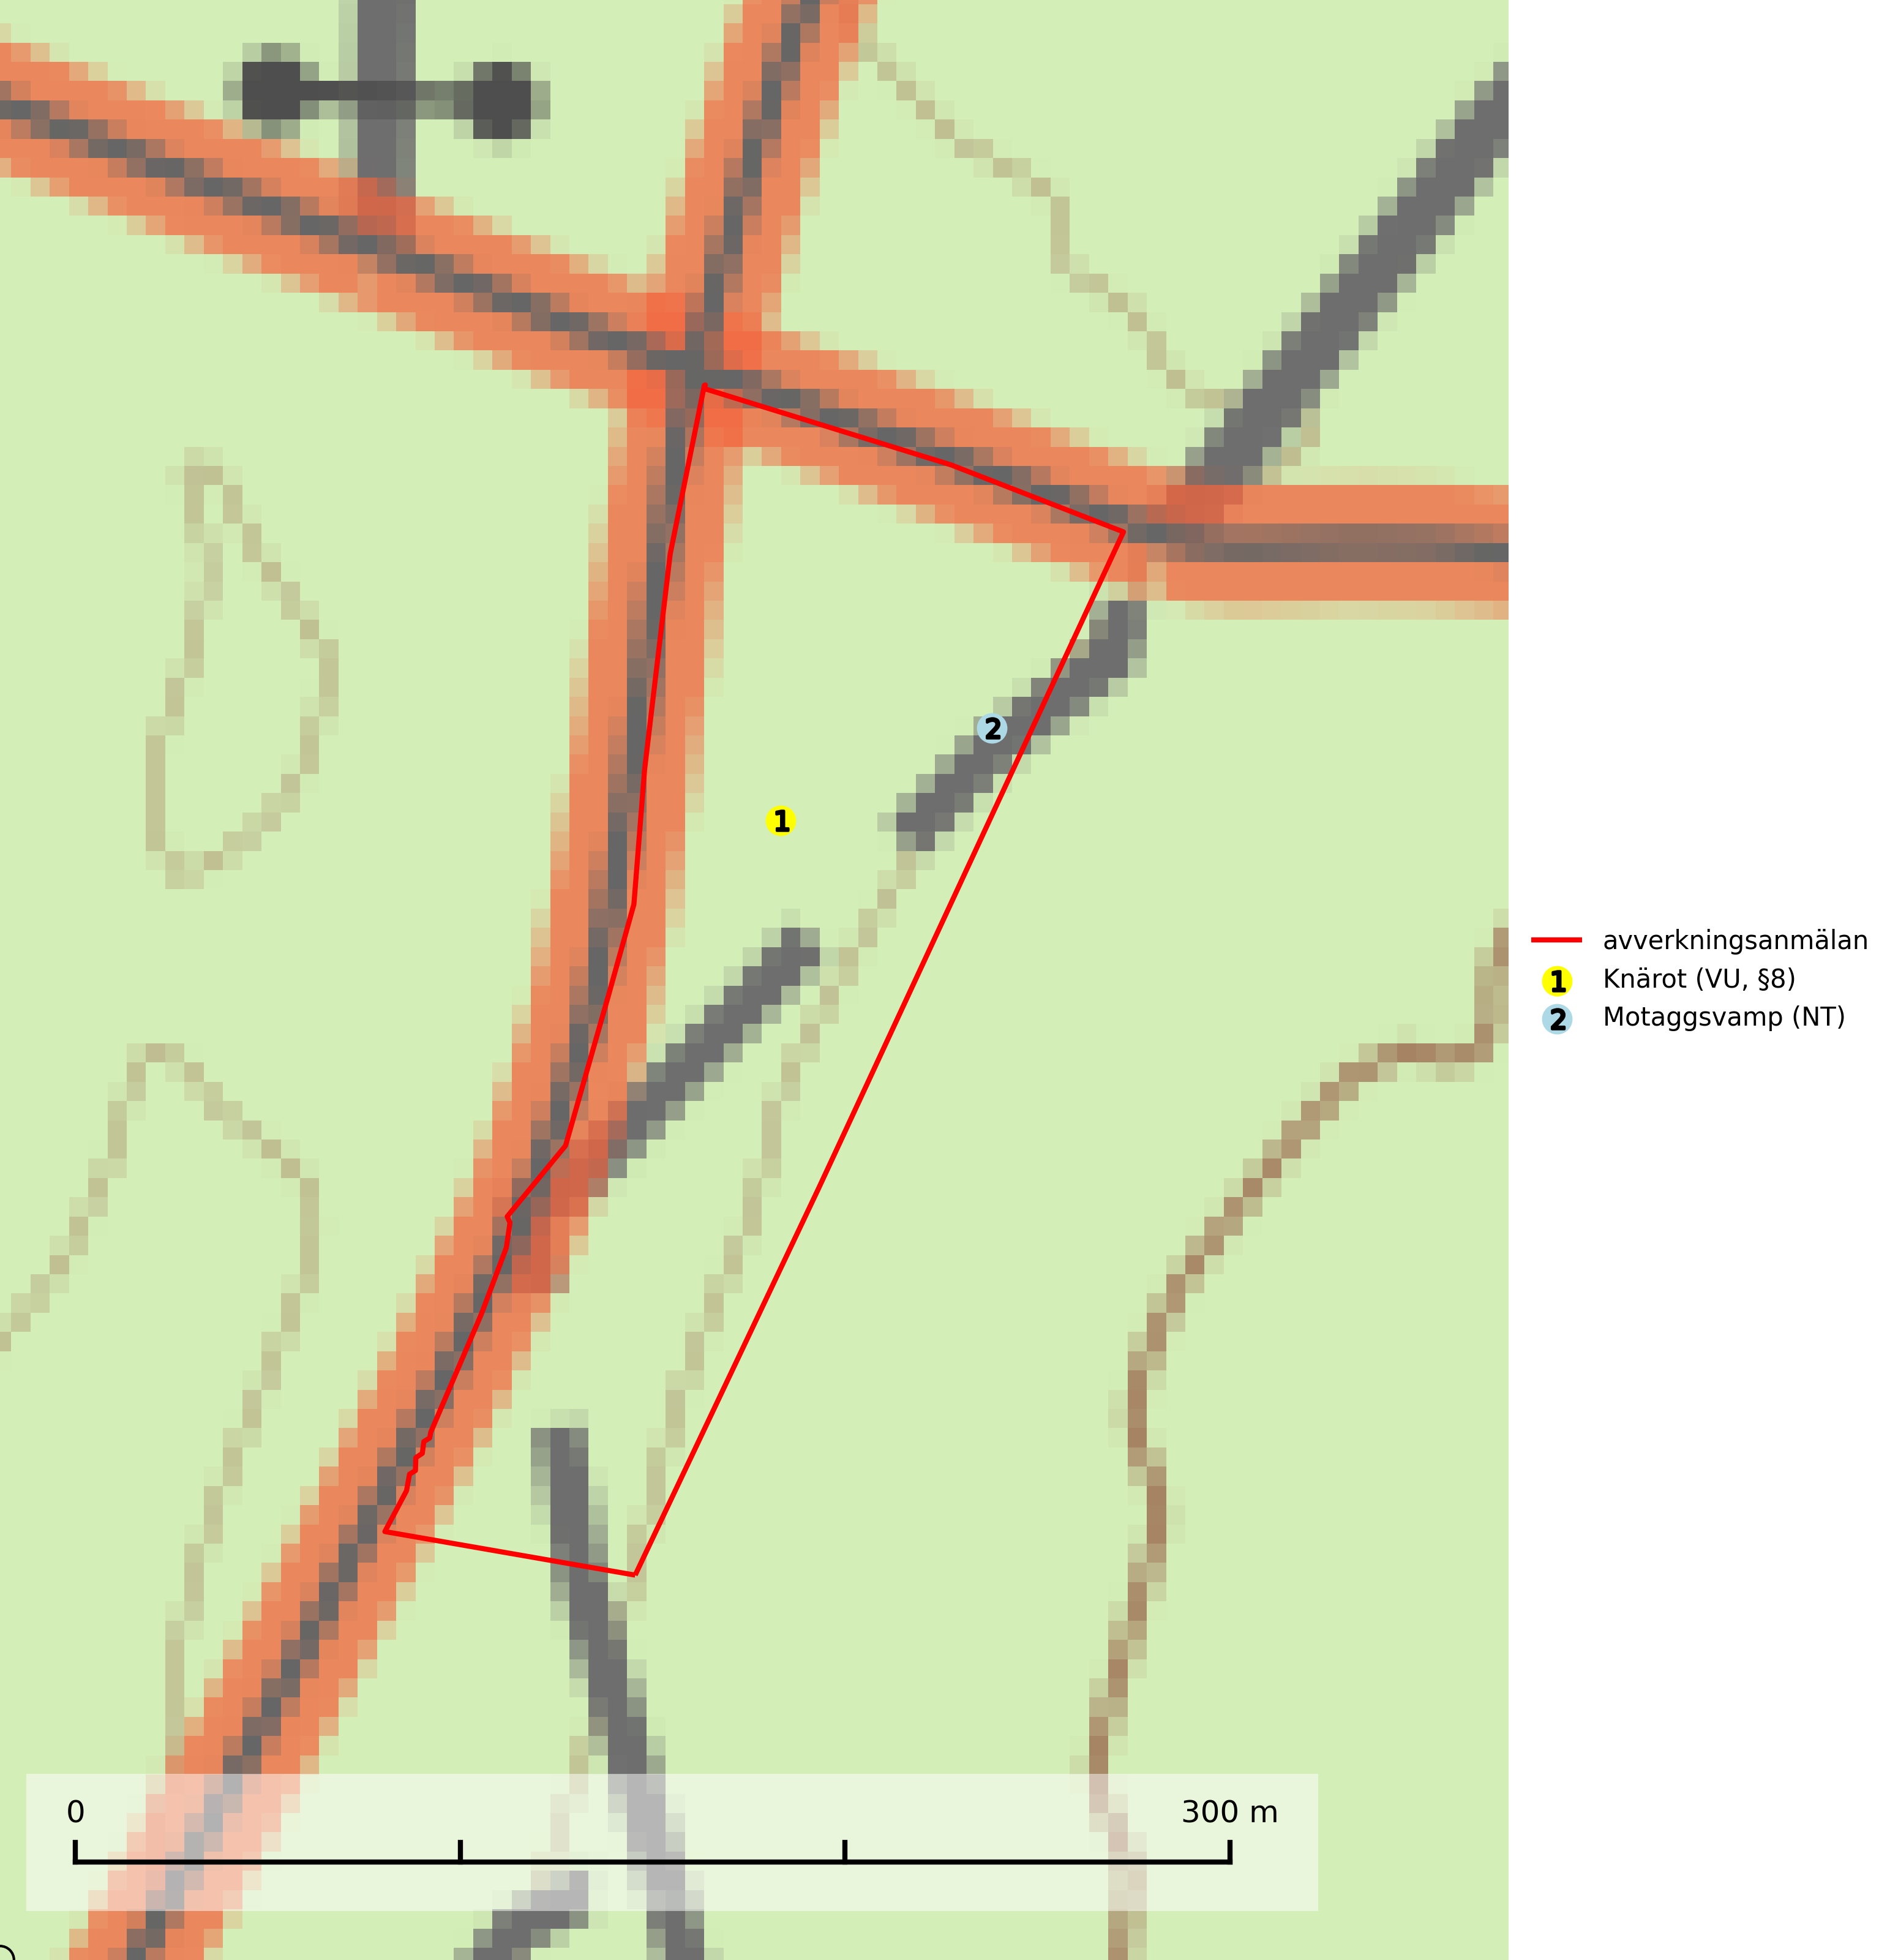 2
1
avverkningsanmälan
1 Knärot (VU, §8)
2 Motaggsvamp (NT)
0 300 m